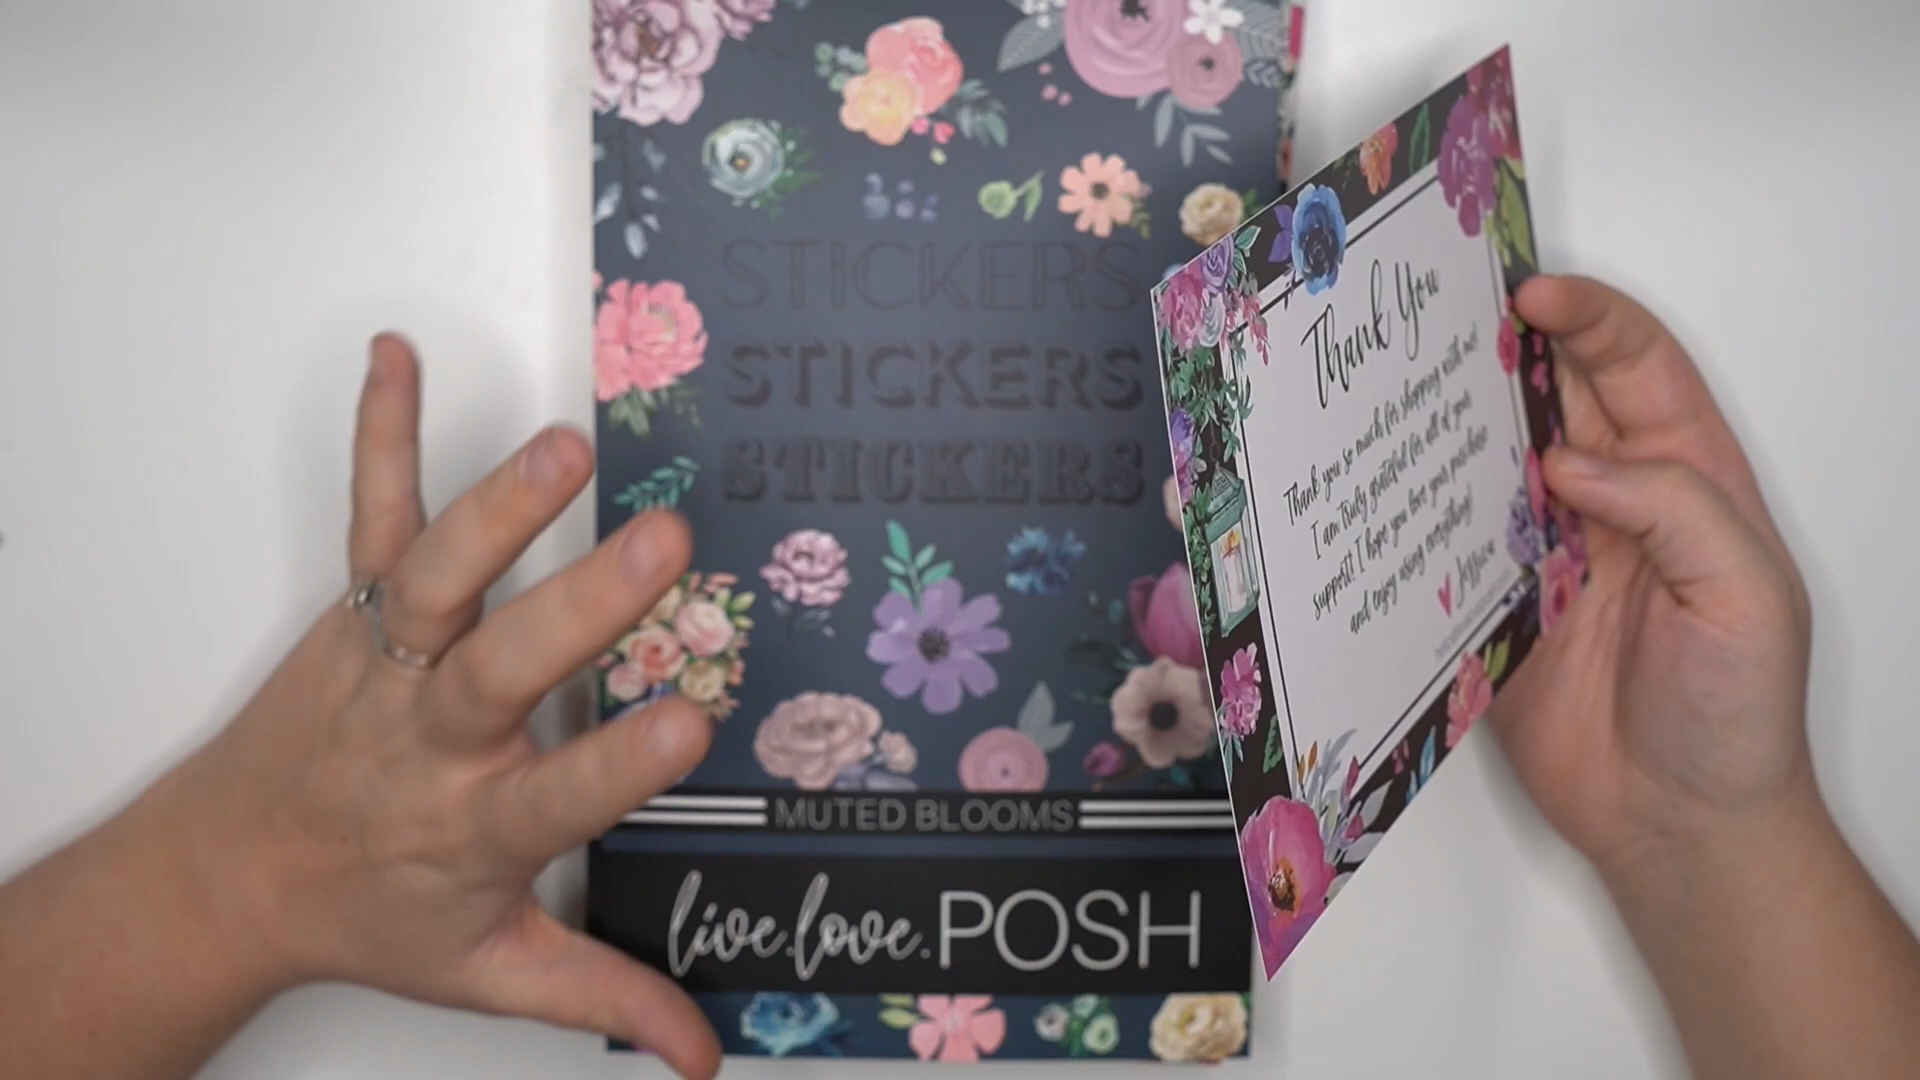 STICKERS
STICKERS
STICKERS
MUTED BLOOMS
live.love.POSH
Thank You
Thank you so much for shopping with me!
I am truly grateful for all of your
support! I hope you love your purchase
and enjoy using everything!
Jessica